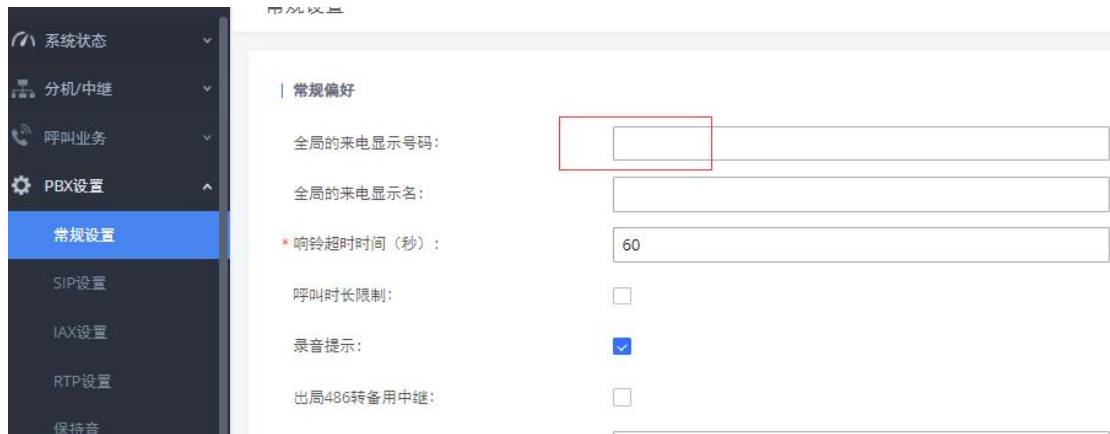 常规设置
系统状态
分机/中继
呼叫业务
PBX设置
常规设置
SIP设置
IAX设置
RTP设置
保持音
常规偏好
全局的来电显示号码:
全局的来电显示名:
* 响铃超时时间（秒）: 60
呼叫时长限制:
录音提示:
出局486转备用中继: